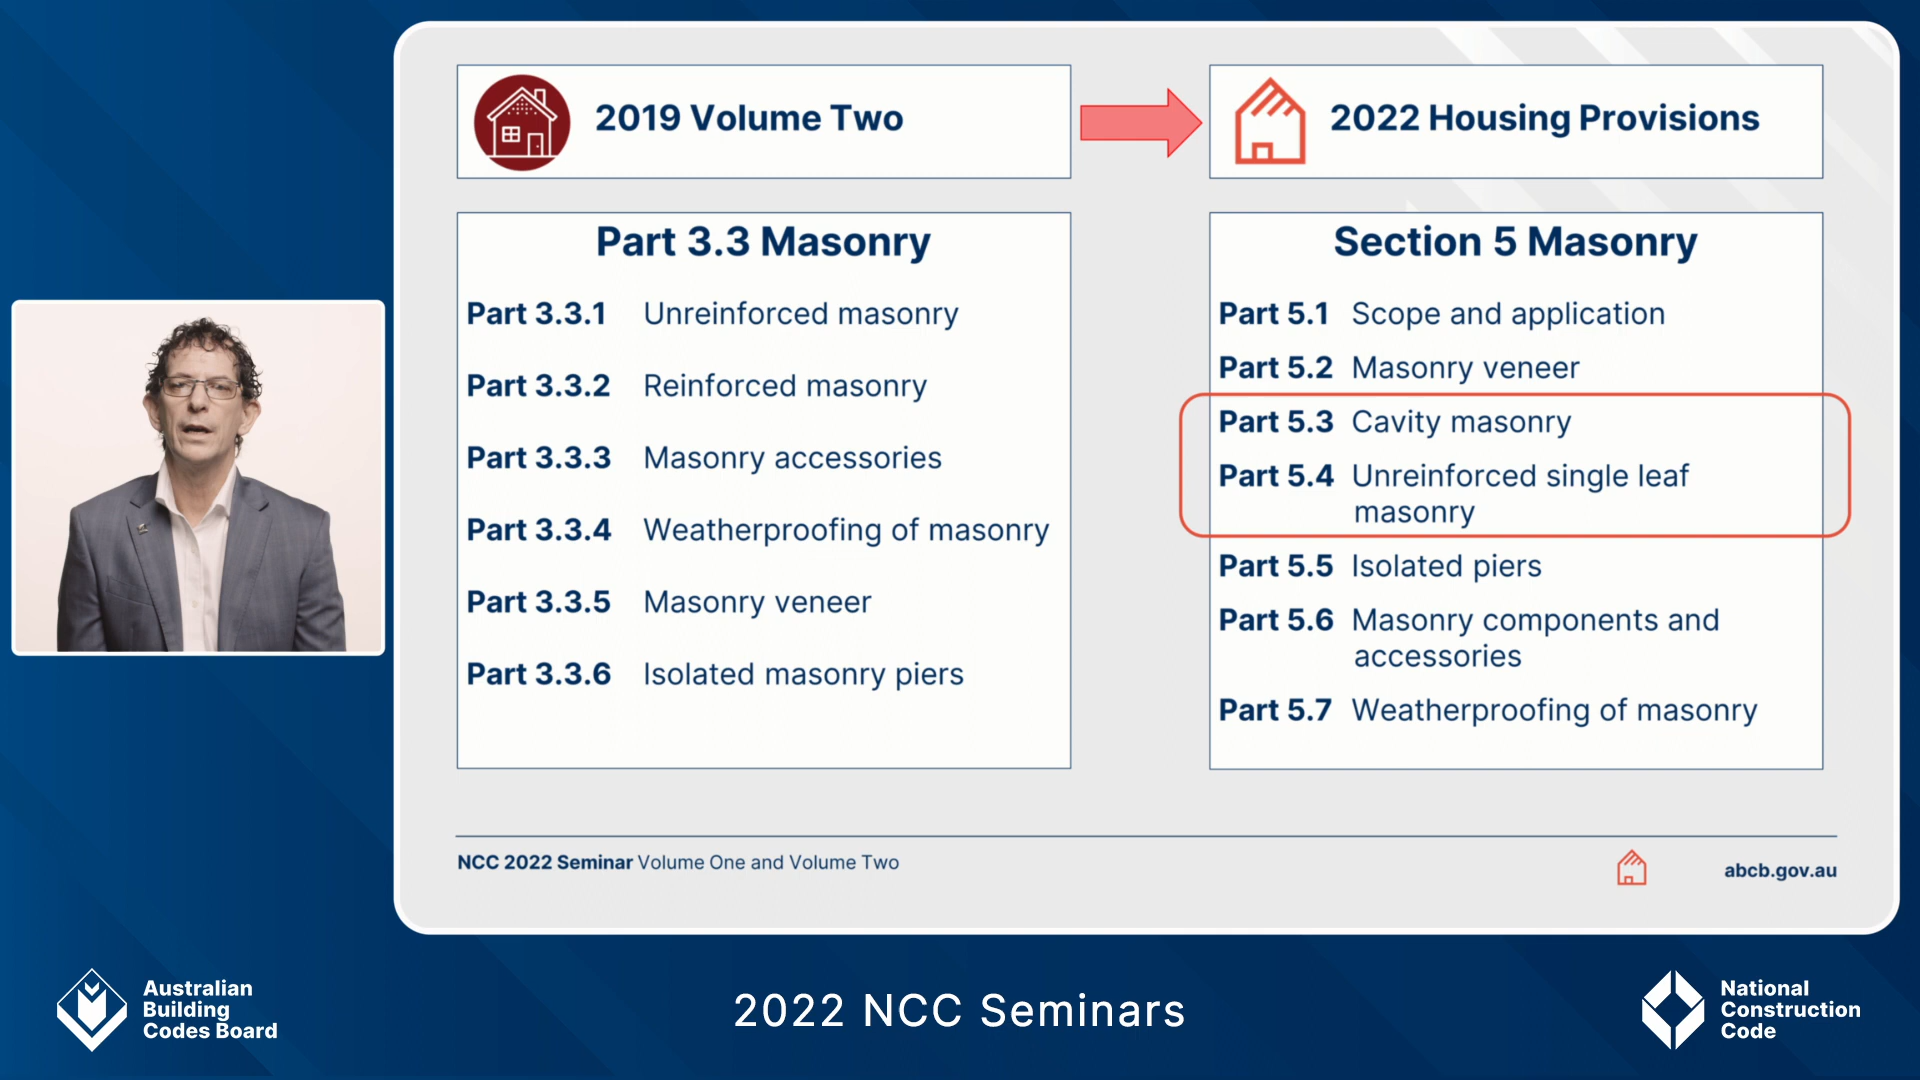 2019 Volume Two
2022 Housing Provisions
Part 3.3 Masonry
Part 3.3.1 Unreinforced masonry
Part 3.3.2 Reinforced masonry
Part 3.3.3 Masonry accessories
Part 3.3.4 Weatherproofing of masonry
Part 3.3.5 Masonry veneer
Part 3.3.6 Isolated masonry piers
Section 5 Masonry
Part 5.1 Scope and application
Part 5.2 Masonry veneer
Part 5.3 Cavity masonry
Part 5.4 Unreinforced single leaf
masonry
Part 5.5 Isolated piers
Part 5.6 Masonry components and
accessories
Part 5.7 Weatherproofing of masonry
NCC 2022 Seminar Volume One and Volume Two
abcb.gov.au
Australian
Building
Codes Board
2022 NCC Seminars
National
Construction
Code